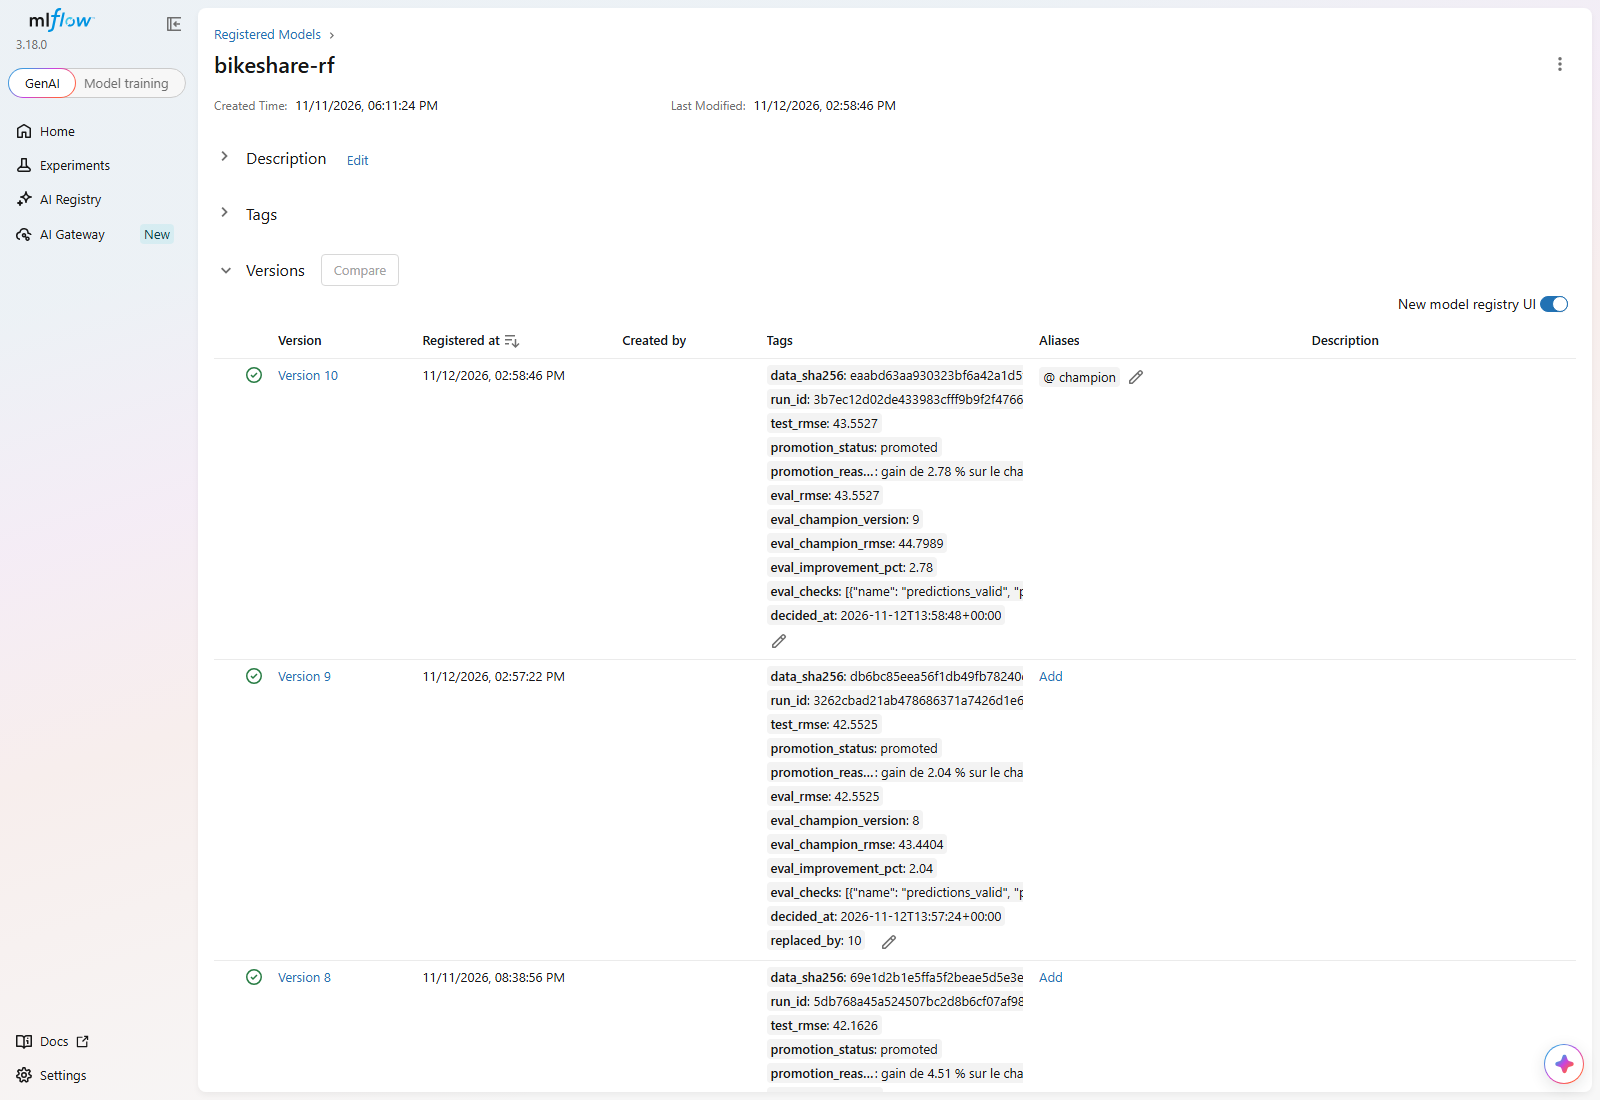 mlflow
3.18.0
GenAI
Model training
Home
Experiments
AI Registry
AI Gateway New
Docs
Settings
Registered Models
bikeshare-rf
Created Time: 11/11/2026, 06:11:24 PM
Last Modified: 11/12/2026, 02:58:46 PM
Description Edit
Tags
Versions Compare
New model registry UI
Version Registered at Created by Tags Aliases Description
Version 10 11/12/2026, 02:58:46 PM
data_sha256: eaabd63aa930323bf6a42a1d5
@ champion
run_id: 3b7ec12d02de433983cfff9b9f2f4766
test_rmse: 43.5527
promotion_status: promoted
promotion_reas...: gain de 2.78 % sur le cha
eval_rmse: 43.5527
eval_champion_version: 9
eval_champion_rmse: 44.7989
eval_improvement_pct: 2.78
eval_checks: [{"name": "predictions_valid", "p
decided_at: 2026-11-12T13:58:48+00:00
Version 9 11/12/2026, 02:57:22 PM
data_sha256: db6bc85eea56f1db49fb78240
Add
run_id: 3262cbad21ab478686371a7426d1e6
test_rmse: 42.5525
promotion_status: promoted
promotion_reas...: gain de 2.04 % sur le cha
eval_rmse: 42.5525
eval_champion_version: 8
eval_champion_rmse: 43.4404
eval_improvement_pct: 2.04
eval_checks: [{"name": "predictions_valid", "p
decided_at: 2026-11-12T13:57:24+00:00
replaced_by: 10
Version 8 11/11/2026, 08:38:56 PM
data_sha256: 69e1d2b1e5ffa5f2beae5d5e3e
Add
run_id: 5db768a45a524507bc2d8b6cf07af98
test_rmse: 42.1626
promotion_status: promoted
promotion_reas...: gain de 4.51 % sur le cha